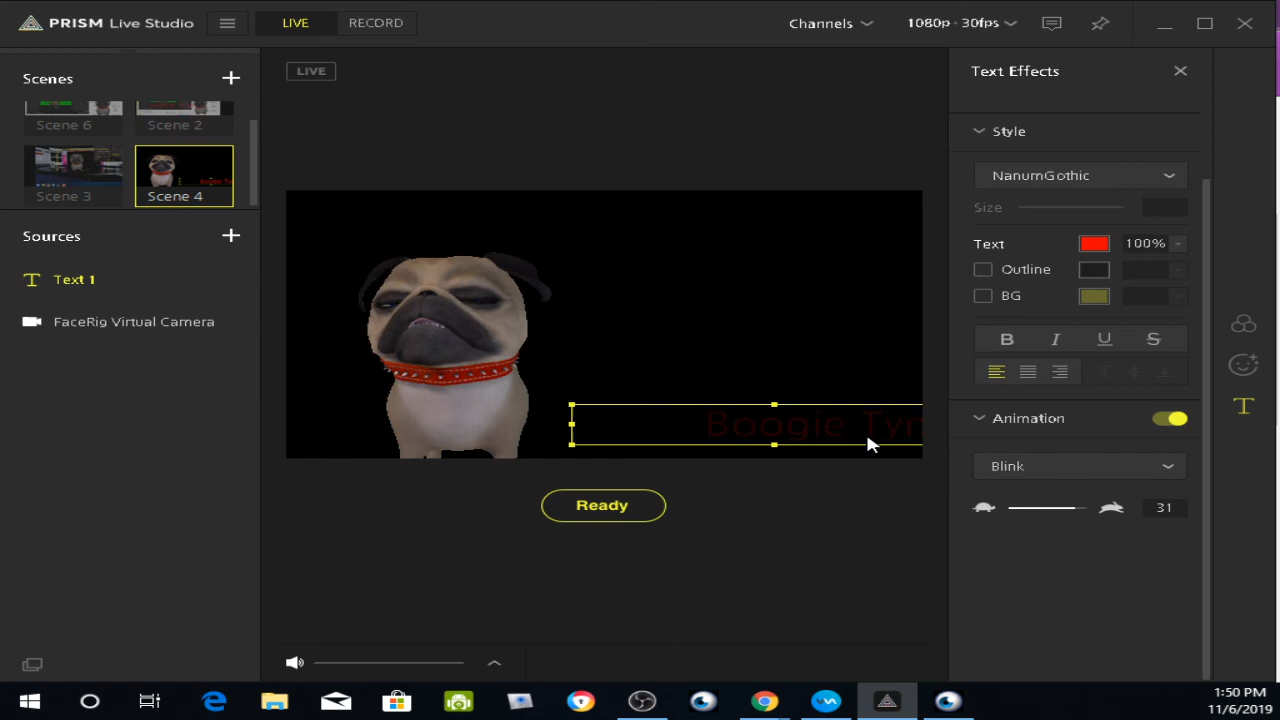 PRISM Live Studio
LIVE
RECORD
Channels
1080p · 30fps
Scenes
LIVE
Text Effects
Scene 6
Scene 2
Style
Scene 3
Scene 4
NanumGothic
Size
Sources
Text
100%
Text 1
Outline
BG
FaceRig Virtual Camera
B I U S
Boogie Tyn
Animation
Blink
Ready
31
1:50 PM
11/6/2019